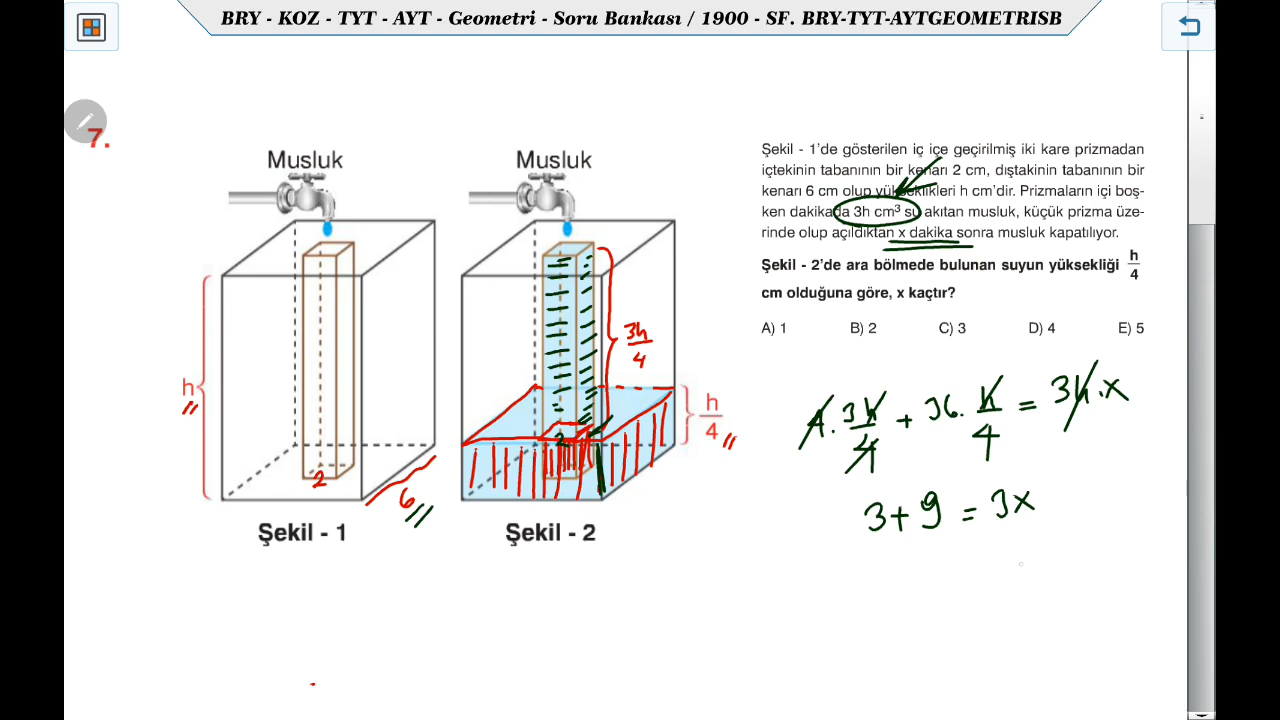 BRY - KOZ - TYT - AYT - Geometri - Soru Bankası / 1900 - SF. BRY-TYT-AYTGEOMETRISB
7.
Musluk
Musluk
h
2
6
Şekil - 1
3h/4
2
h/4
Şekil - 2
Şekil - 1'de gösterilen iç içe geçirilmiş iki kare prizmadan
içtekinin tabanının bir kenarı 2 cm, dıştakinin tabanının bir
kenarı 6 cm olup yükseklikleri h cm'dir. Prizmaların içi boş-
ken dakikada 3h cm³ su akıtan musluk, küçük prizma üze-
rinde olup açıldıktan x dakika sonra musluk kapatılıyor.
Şekil - 2'de ara bölmede bulunan suyun yüksekliği h/4
cm olduğuna göre, x kaçtır?
A) 1 B) 2 C) 3 D) 4 E) 5
4. 3h/4 + 36. h/4 = 3h.x
3+9 = 3x